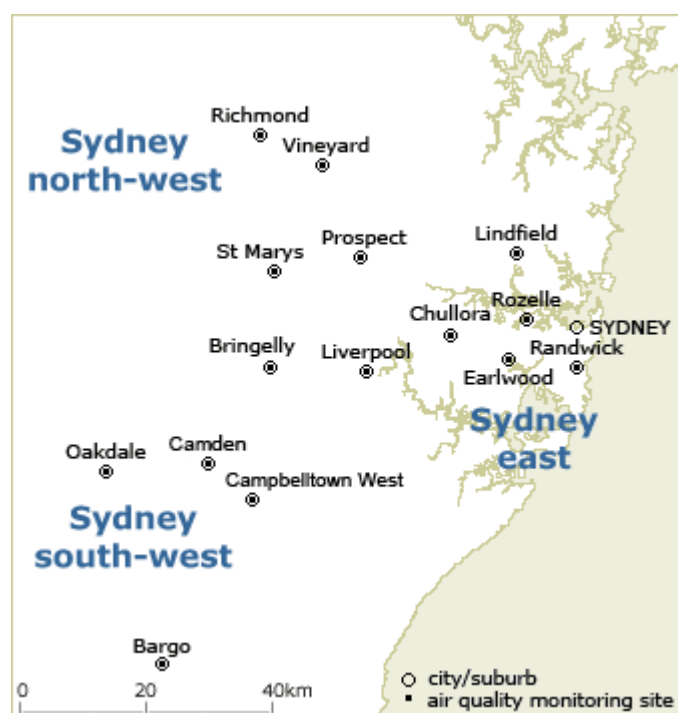 Richmond
Vineyard
Sydney
north-west
Prospect
Lindfield
St Marys
Rozelle
Chullora
SYDNEY
Bringelly
Liverpool
Randwick
Earlwood
Sydney
east
Oakdale
Camden
Campbelltown West
Sydney
south-west
Bargo
0 20 40km
city/suburb
air quality monitoring site